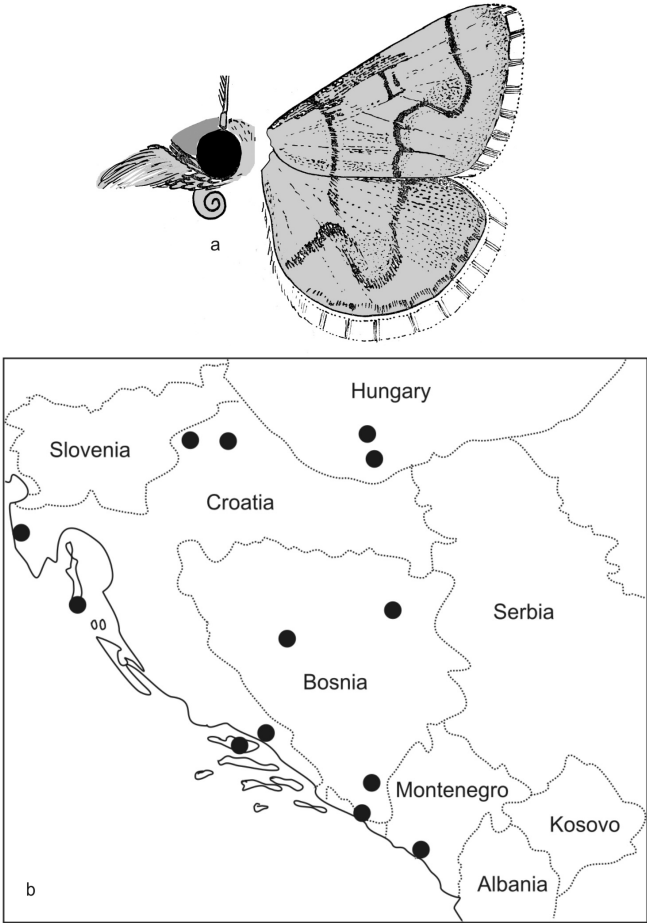 a
Hungary
Slovenia
Croatia
Serbia
Bosnia
Montenegro
Kosovo
Albania
b